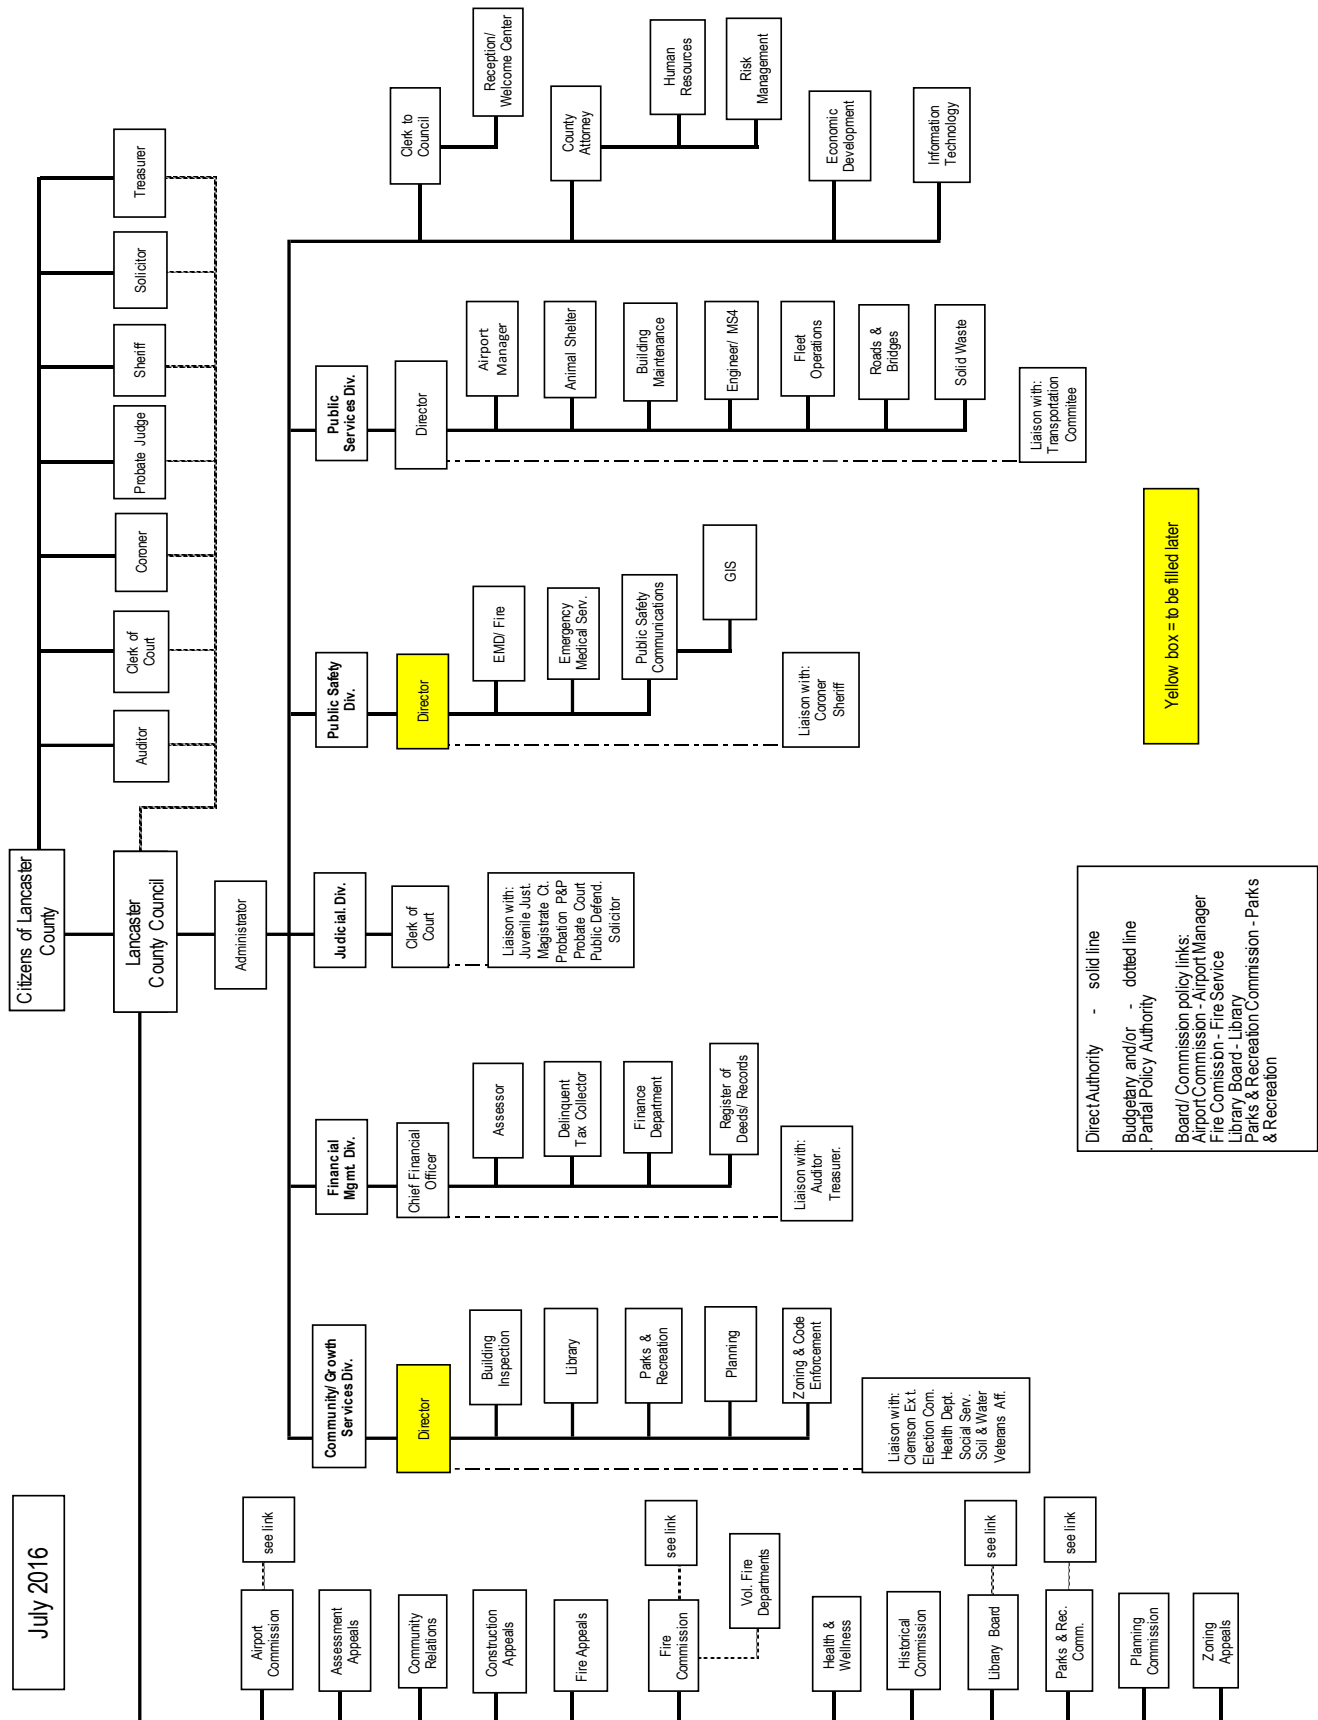 July 2016
Citizens of Lancaster
County
Lancaster
County Council
Administrator
Auditor
Clerk of
Court
Coroner
Probate Judge
Sheriff
Solicitor
Treasurer
Airport
Commission
see link
Assessment
Appeals
Community
Relations
Construction
Appeals
Fire Appeals
Fire
Commission
see link
Vol. Fire
Departments
Health &
Wellness
Historical
Commission
Library Board
see link
Parks & Rec.
Comm.
see link
Planning
Commission
Zoning
Appeals
Community/ Growth
Services Div.
Director
Building
Inspection
Library
Parks &
Recreation
Planning
Zoning & Code
Enforcement
Liaison with:
Clemson Ext.
Election Com.
Health Dept.
Social Serv.
Soil & Water
Veterans Aff.
Financial
Mgmt. Div.
Chief Financial
Officer
Assessor
Delinquent
Tax Collector
Finance
Department
Register of
Deeds/ Records
Liaison with:
Auditor
Treasurer.
Judicial. Div.
Clerk of
Court
Liaison with:
Juvenile Just.
Magistrate Ct.
Probation P&P
Probate Court
Public Defend.
Solicitor
Public Safety
Div.
Director
EMD/ Fire
Emergency
Medical Serv.
Public Safety
Communications
GIS
Liaison with:
Coroner
Sheriff
Public
Services Div.
Director
Airport
Manager
Animal Shelter
Building
Maintenance
Engineer/ MS4
Fleet
Operations
Roads &
Bridges
Solid Waste
Liaison with:
Transportation
Commitee
Clerk to
Council
Reception/
Welcome Center
County
Attorney
Human
Resources
Risk
Management
Economic
Development
Information
Technology
Direct Authority - solid line
Budgetary and/or - dotted line
Partial Policy Authority
.
Board/ Commission policy links:
Airport Commission - Airport Manager
Fire Comission - Fire Service
Library Board - Library
Parks & Recreation Commission - Parks
& Recreation
Yellow box = to be filled later